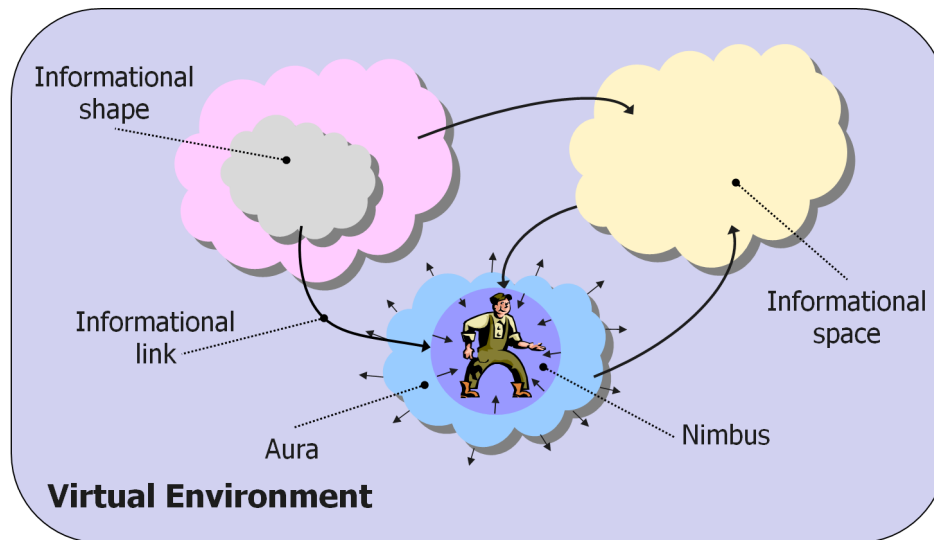 Informational
shape
Informational
space
Informational
link
Aura
Nimbus
Virtual Environment